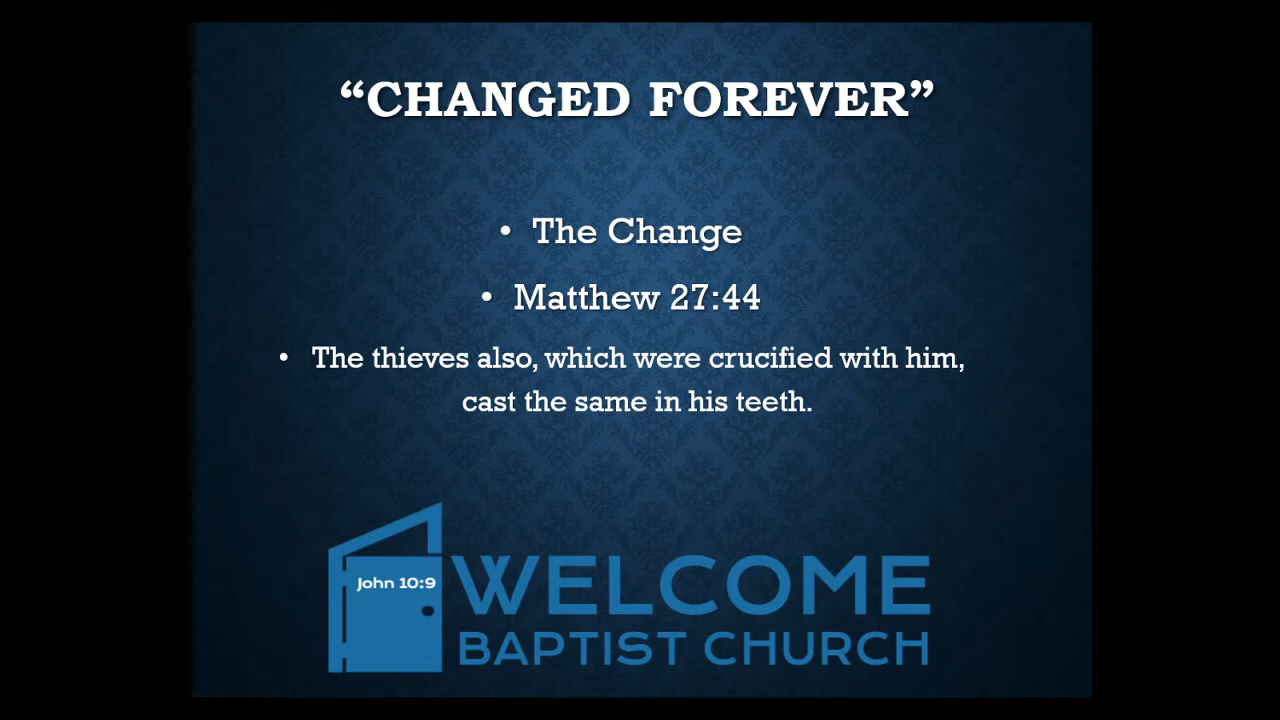 “CHANGED FOREVER”
• The Change
• Matthew 27:44
• The thieves also, which were crucified with him,
cast the same in his teeth.
John 10:9
WELCOME
BAPTIST CHURCH